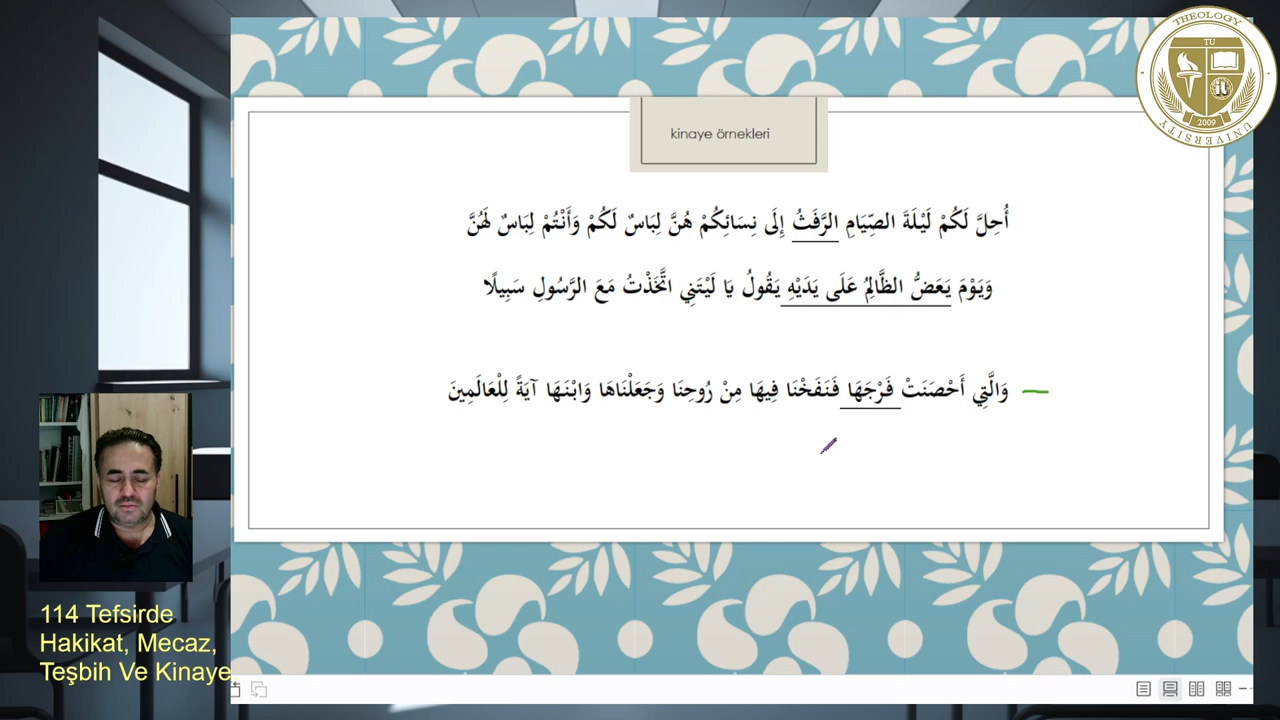 THEOLOGY
TU
it
2009
UNIVERSITY
kinaye örnekleri
أُحِلَّ لَكُمْ لَيْلَةَ الصِّيَامِ الرَّفَثُ إِلَى نِسَائِكُمْ هُنَّ لِبَاسٌ لَكُمْ وَأَنْتُمْ لِبَاسٌ لَهُنَّ
وَيَوْمَ يَعَضُّ الظَّالِمُ عَلَى يَدَيْهِ يَقُولُ يَا لَيْتَنِي اتَّخَذْتُ مَعَ الرَّسُولِ سَبِيلًا
وَالَّتِي أَحْصَنَتْ فَرْجَهَا فَنَفَخْنَا فِيهَا مِنْ رُوحِنَا وَجَعَلْنَاهَا وَابْنَهَا آيَةً لِلْعَالَمِينَ
114 Tefsirde
Hakikat, Mecaz,
Teşbih Ve Kinaye